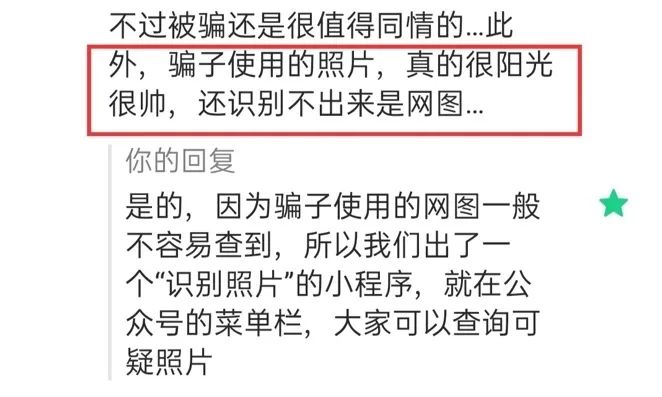 不过被骗还是很值得同情的...此
外，骗子使用的照片，真的很阳光
很帅，还识别不出来是网图...
你的回复
是的，因为骗子使用的网图一般
不容易查到，所以我们出了一
个“识别照片”的小程序，就在公
众号的菜单栏，大家可以查询可
疑照片